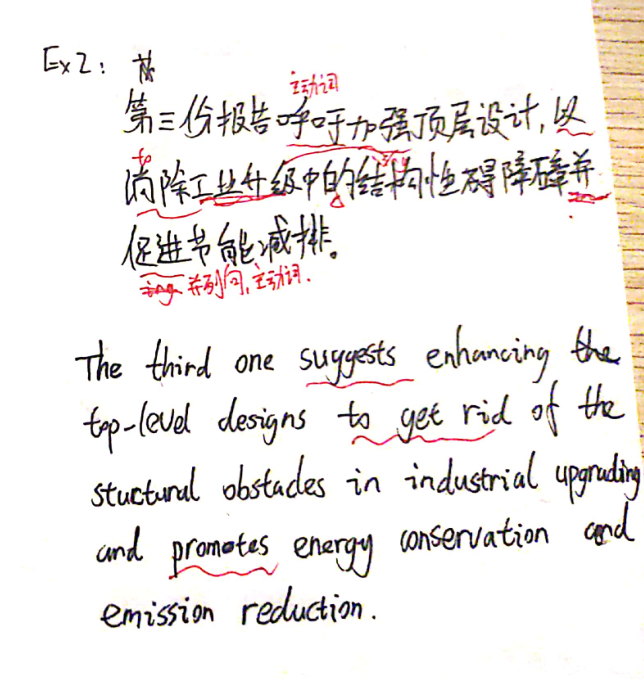 Ex2:
主动词
第三份报告呼吁加强顶层设计,以
to
消除工业升级中的结构性碍障碍并
促进节能减排。
ing 并列句,主动词.
The third one suggests enhancing the
top-level designs to get rid of the
stuctural obstacles in industrial upgrading
and promotes energy conservation and
emission reduction.